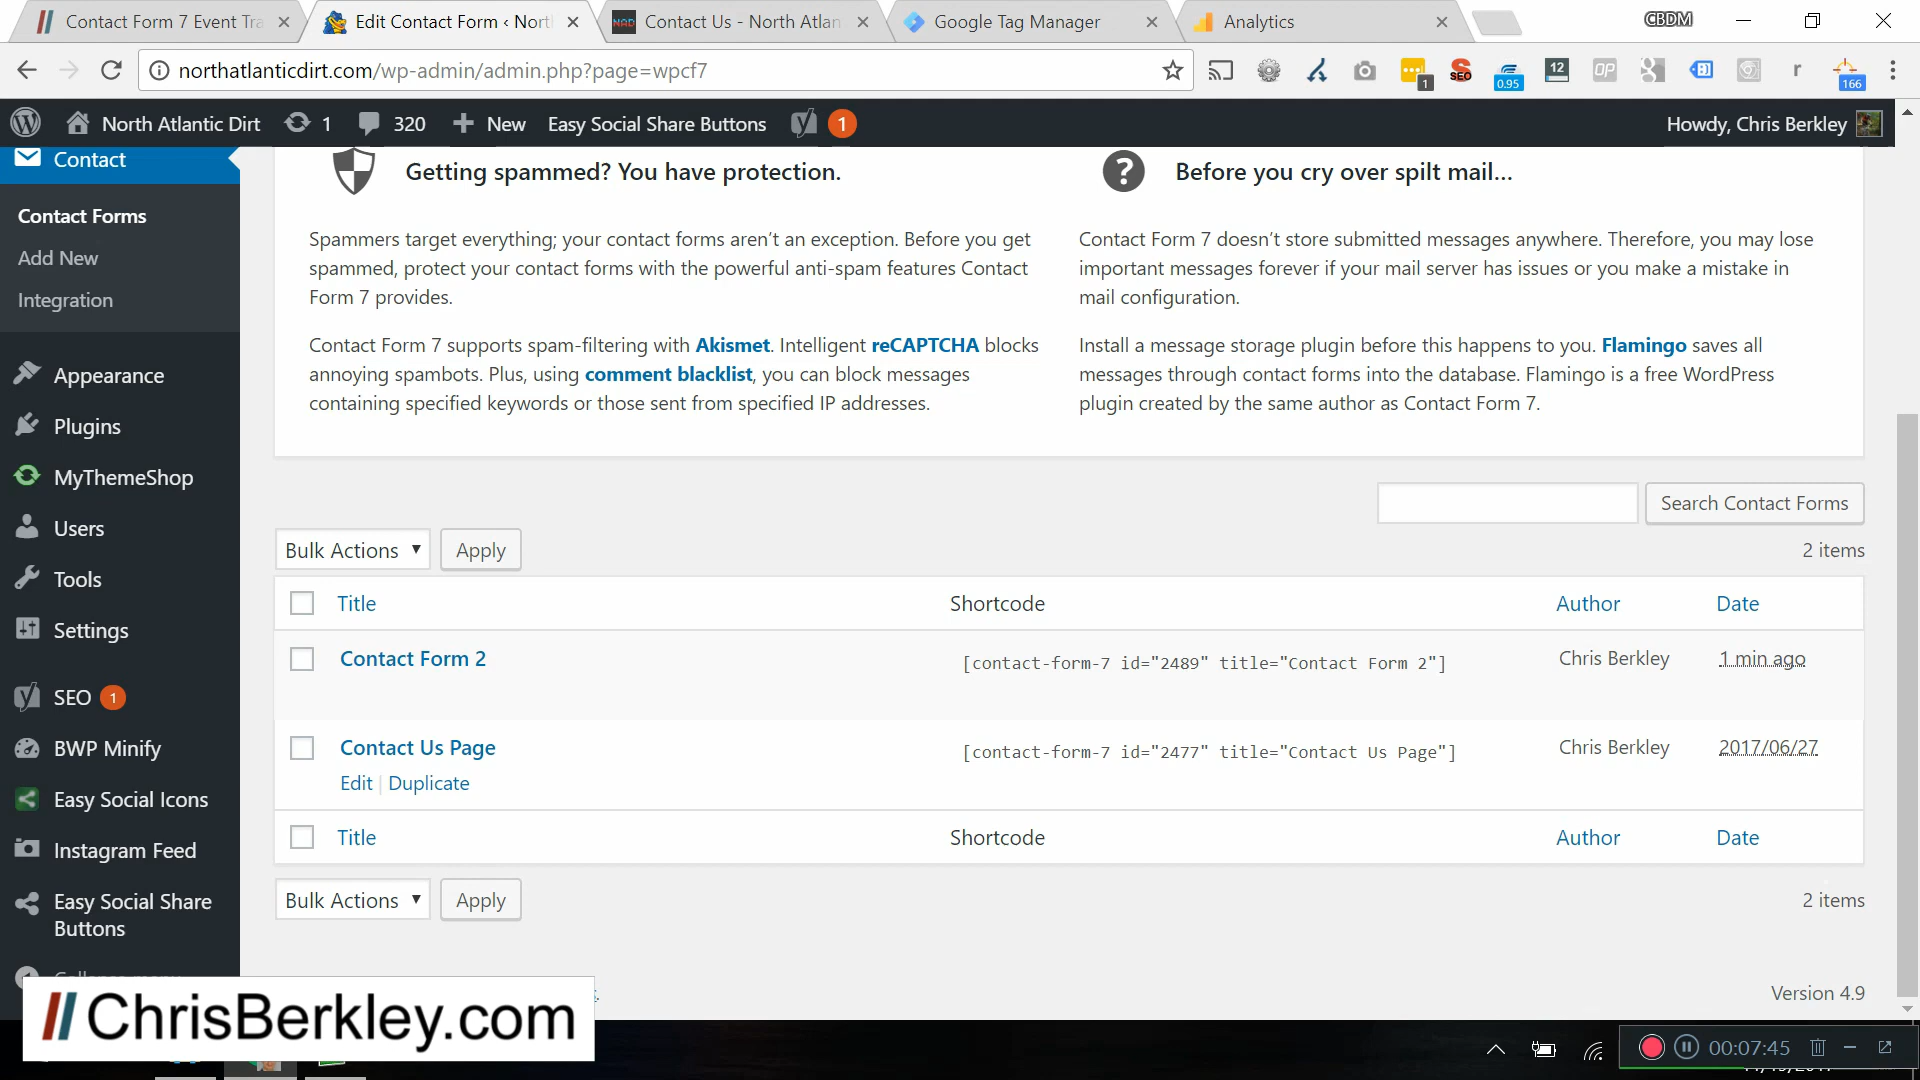 Contact Form 7 Event Tra
Edit Contact Form ‹ Nort
NAD
Contact Us - North Atlan
Google Tag Manager
Analytics
CBDM
northatlanticdirt.com/wp-admin/admin.php?page=wpcf7
1
SEO
0.95
12
OP
r
166
North Atlantic Dirt
1
320
New
Easy Social Share Buttons
1
Howdy, Chris Berkley
Contact
Contact Forms
Add New
Integration
Appearance
Plugins
MyThemeShop
Users
Tools
Settings
SEO 1
BWP Minify
Easy Social Icons
Instagram Feed
Easy Social Share
Buttons
Getting spammed? You have protection.
Spammers target everything; your contact forms aren’t an exception. Before you get
spammed, protect your contact forms with the powerful anti-spam features Contact
Form 7 provides.
Contact Form 7 supports spam-filtering with Akismet. Intelligent reCAPTCHA blocks
annoying spambots. Plus, using comment blacklist, you can block messages
containing specified keywords or those sent from specified IP addresses.
Before you cry over spilt mail…
Contact Form 7 doesn’t store submitted messages anywhere. Therefore, you may lose
important messages forever if your mail server has issues or you make a mistake in
mail configuration.
Install a message storage plugin before this happens to you. Flamingo saves all
messages through contact forms into the database. Flamingo is a free WordPress
plugin created by the same author as Contact Form 7.
Search Contact Forms
Bulk Actions
Apply
2 items
Title
Shortcode
Author
Date
Contact Form 2
[contact-form-7 id="2489" title="Contact Form 2"]
Chris Berkley
1 min ago
Contact Us Page
[contact-form-7 id="2477" title="Contact Us Page"]
Chris Berkley
2017/06/27
Edit | Duplicate
Title
Shortcode
Author
Date
Bulk Actions
Apply
2 items
Version 4.9
//ChrisBerkley.com
00:07:45